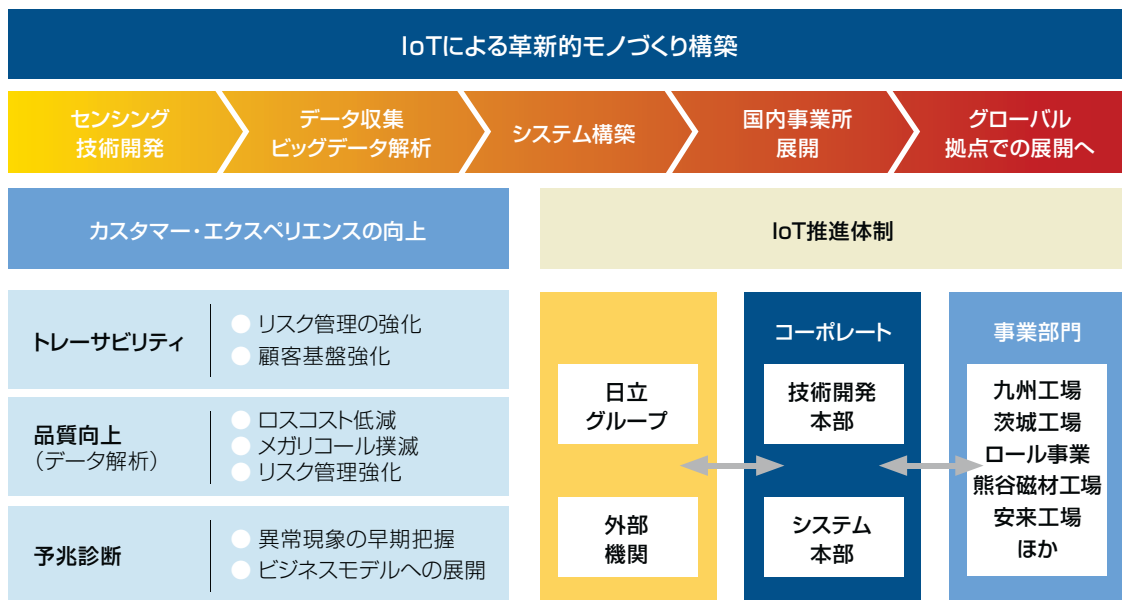 IoTによる革新的モノづくり構築
センシング
技術開発
データ収集
ビッグデータ解析
システム構築
国内事業所
展開
グローバル
拠点での展開へ
カスタマー・エクスペリエンスの向上
トレーサビリティ
リスク管理の強化
顧客基盤強化
品質向上
（データ解析）
ロスコスト低減
メガリコール撲滅
リスク管理強化
予兆診断
異常現象の早期把握
ビジネスモデルへの展開
IoT推進体制
日立
グループ
外部
機関
コーポレート
技術開発
本部
システム
本部
事業部門
九州工場
茨城工場
ロール事業
熊谷磁材工場
安来工場
ほか